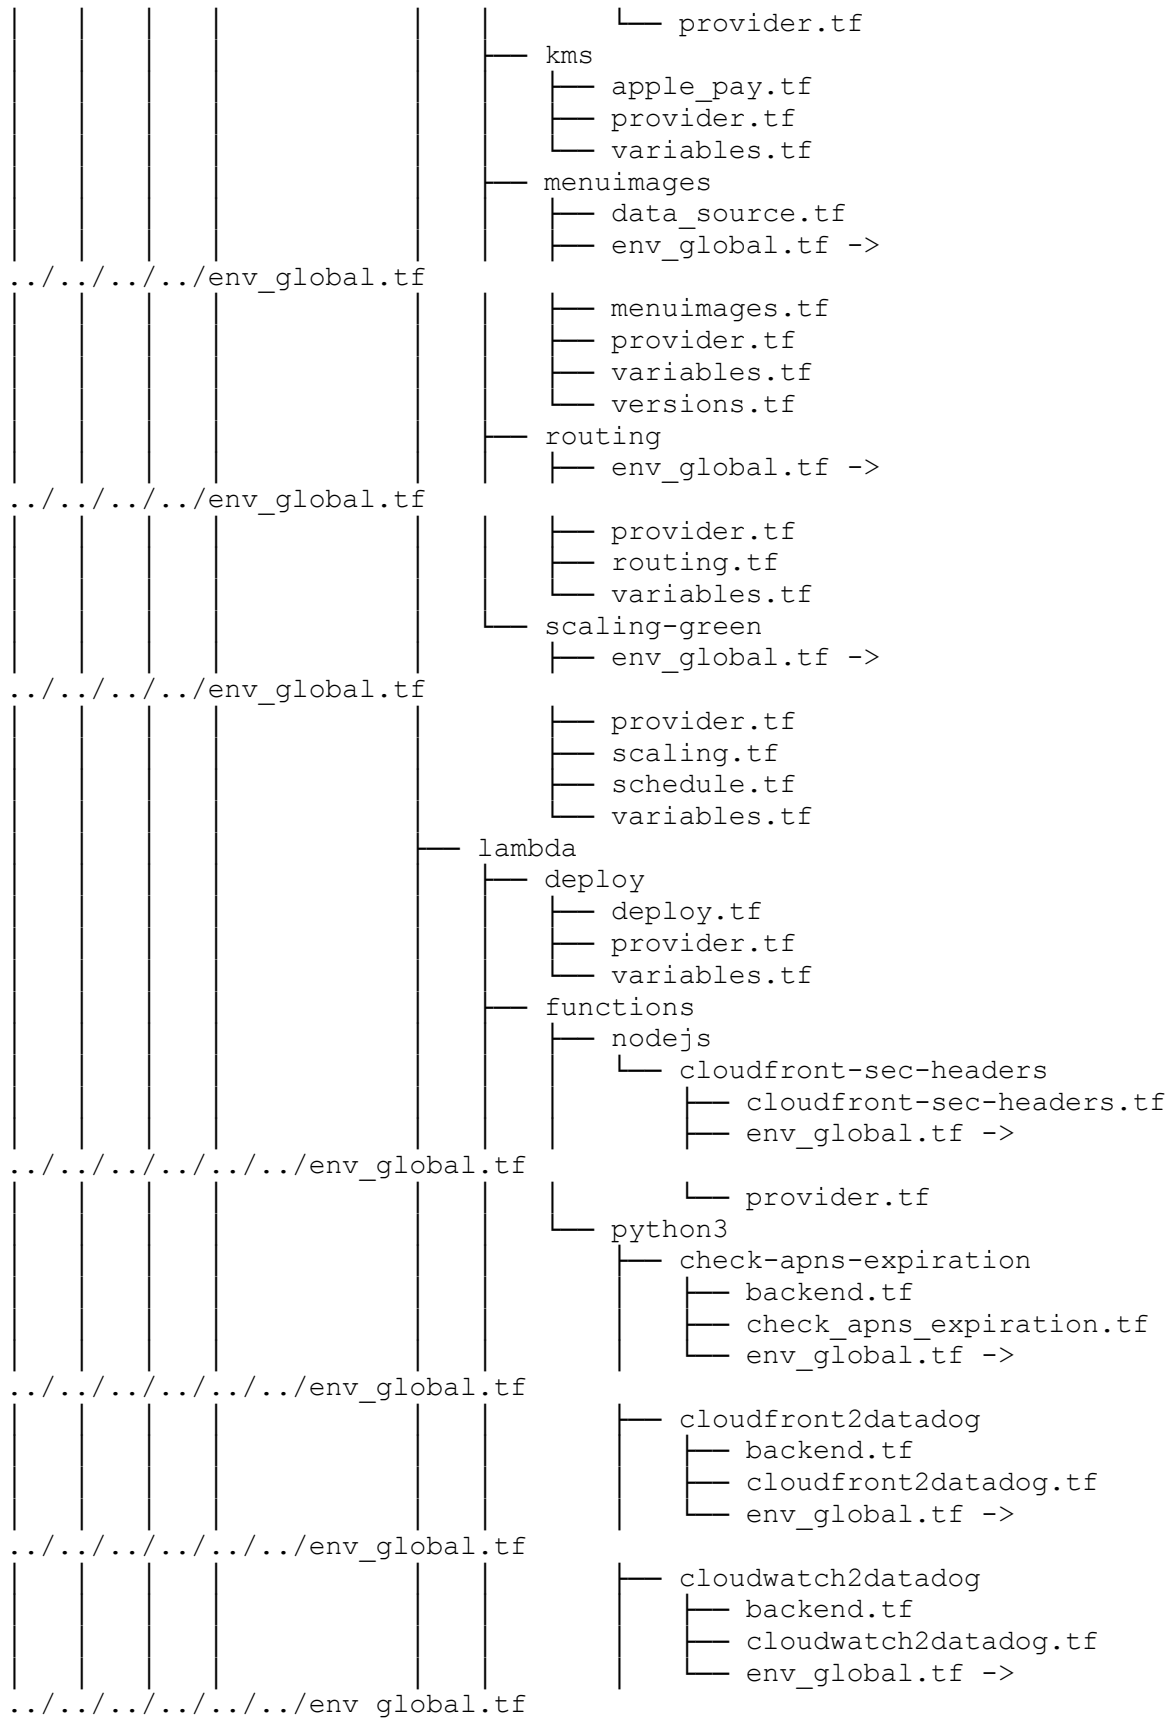 │   │   │   │           │   │       └── provider.tf
│   │   │   │           │   ├── kms
│   │   │   │           │   │   ├── apple_pay.tf
│   │   │   │           │   │   ├── provider.tf
│   │   │   │           │   │   └── variables.tf
│   │   │   │           │   ├── menuimages
│   │   │   │           │   │   ├── data_source.tf
│   │   │   │           │   │   ├── env_global.tf ->
../../../../env_global.tf
│   │   │   │           │   │   ├── menuimages.tf
│   │   │   │           │   │   ├── provider.tf
│   │   │   │           │   │   ├── variables.tf
│   │   │   │           │   │   └── versions.tf
│   │   │   │           │   ├── routing
│   │   │   │           │   │   ├── env_global.tf ->
../../../../env_global.tf
│   │   │   │           │   │   ├── provider.tf
│   │   │   │           │   │   ├── routing.tf
│   │   │   │           │   │   └── variables.tf
│   │   │   │           │   └── scaling-green
│   │   │   │           │       ├── env_global.tf ->
../../../../env_global.tf
│   │   │   │           │       ├── provider.tf
│   │   │   │           │       ├── scaling.tf
│   │   │   │           │       ├── schedule.tf
│   │   │   │           │       └── variables.tf
│   │   │   │           ├── lambda
│   │   │   │           │   ├── deploy
│   │   │   │           │   │   ├── deploy.tf
│   │   │   │           │   │   ├── provider.tf
│   │   │   │           │   │   └── variables.tf
│   │   │   │           │   ├── functions
│   │   │   │           │   │   ├── nodejs
│   │   │   │           │   │   │   └── cloudfront-sec-headers
│   │   │   │           │   │   │       ├── cloudfront-sec-headers.tf
│   │   │   │           │   │   │       ├── env_global.tf ->
../../../../../../env_global.tf
│   │   │   │           │   │   │       └── provider.tf
│   │   │   │           │   │   └── python3
│   │   │   │           │   │       ├── check-apns-expiration
│   │   │   │           │   │       │   ├── backend.tf
│   │   │   │           │   │       │   ├── check_apns_expiration.tf
│   │   │   │           │   │       │   └── env_global.tf ->
../../../../../../env_global.tf
│   │   │   │           │   │       ├── cloudfront2datadog
│   │   │   │           │   │       │   ├── backend.tf
│   │   │   │           │   │       │   ├── cloudfront2datadog.tf
│   │   │   │           │   │       │   └── env_global.tf ->
../../../../../../env_global.tf
│   │   │   │           │   │       ├── cloudwatch2datadog
│   │   │   │           │   │       │   ├── backend.tf
│   │   │   │           │   │       │   ├── cloudwatch2datadog.tf
│   │   │   │           │   │       │   └── env_global.tf ->
../../../../../../env_global.tf